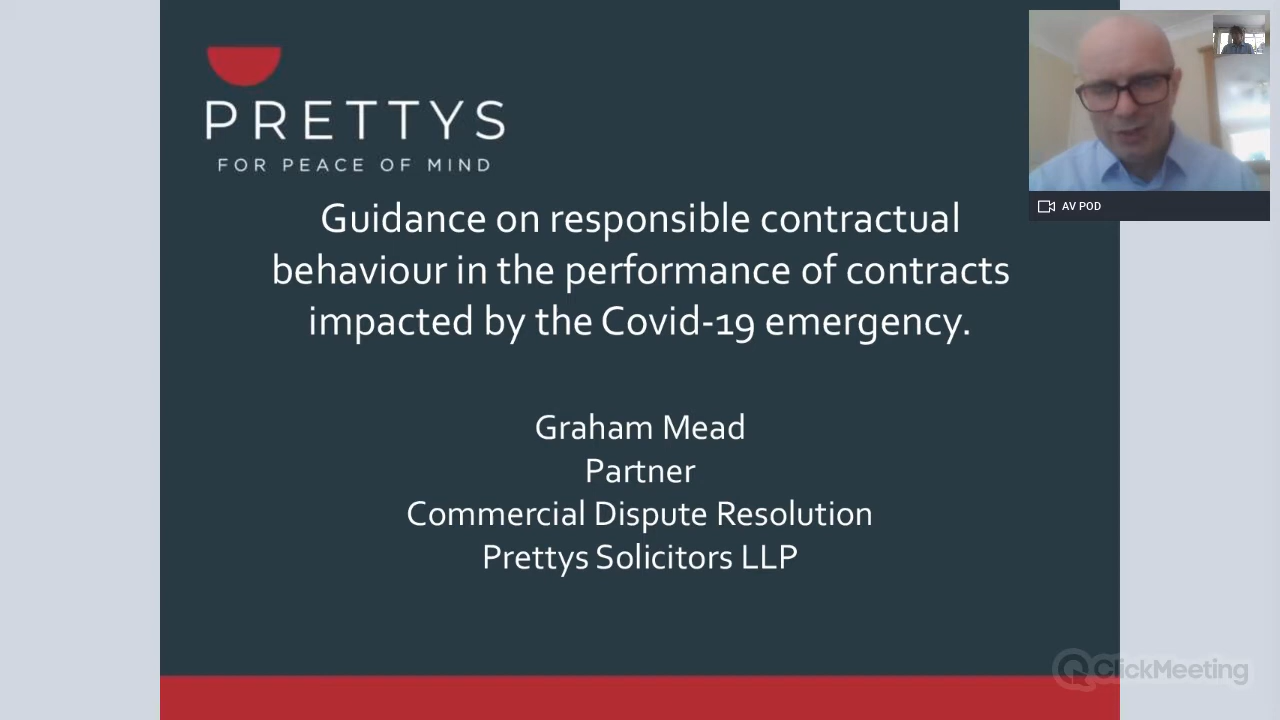 PRETTYS
FOR PEACE OF MIND
Guidance on responsible contractual
behaviour in the performance of contracts
impacted by the Covid-19 emergency.
Graham Mead
Partner
Commercial Dispute Resolution
Prettys Solicitors LLP
AV POD
ClickMeeting